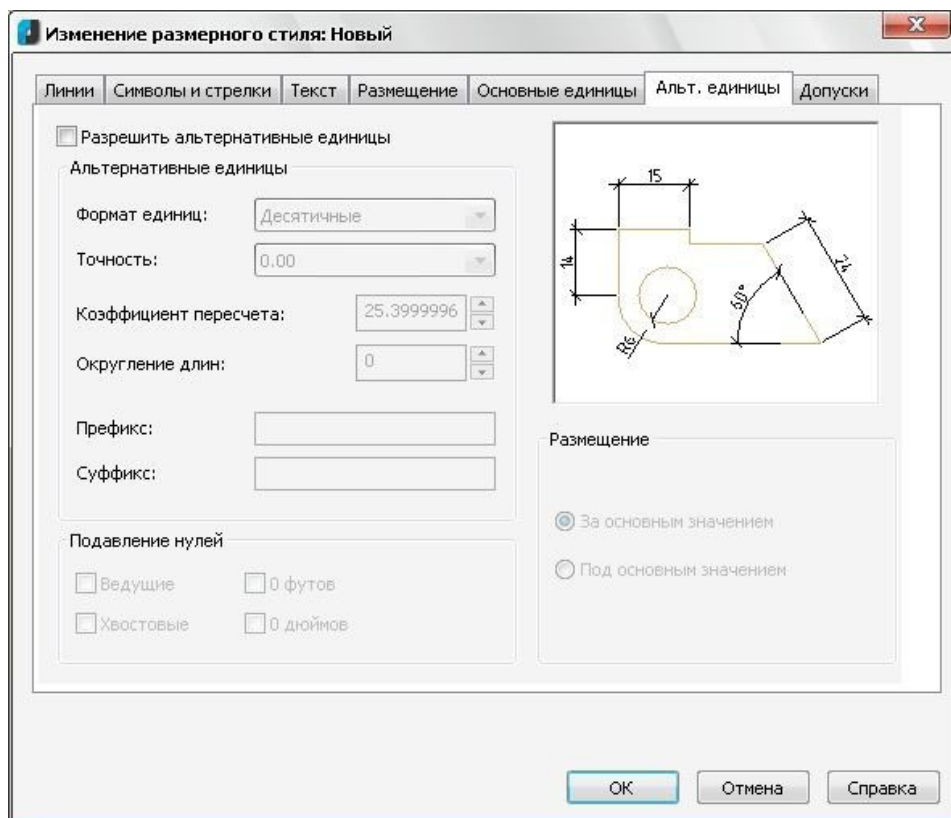 Изменение размерного стиля: Новый
Линии Символы и стрелки Текст Размещение Основные единицы Альт. единицы Допуски
Разрешить альтернативные единицы
Альтернативные единицы
Формат единиц: Десятичные
Точность: 0.00
Коэффициент пересчета: 25.3999996
Округление длин: 0
Префикс:
Суффикс:
Подавление нулей
Ведущие 0 футов
Хвостовые 0 дюймов
15
14
24
60°
R6
Размещение
За основным значением
Под основным значением
ОК Отмена Справка